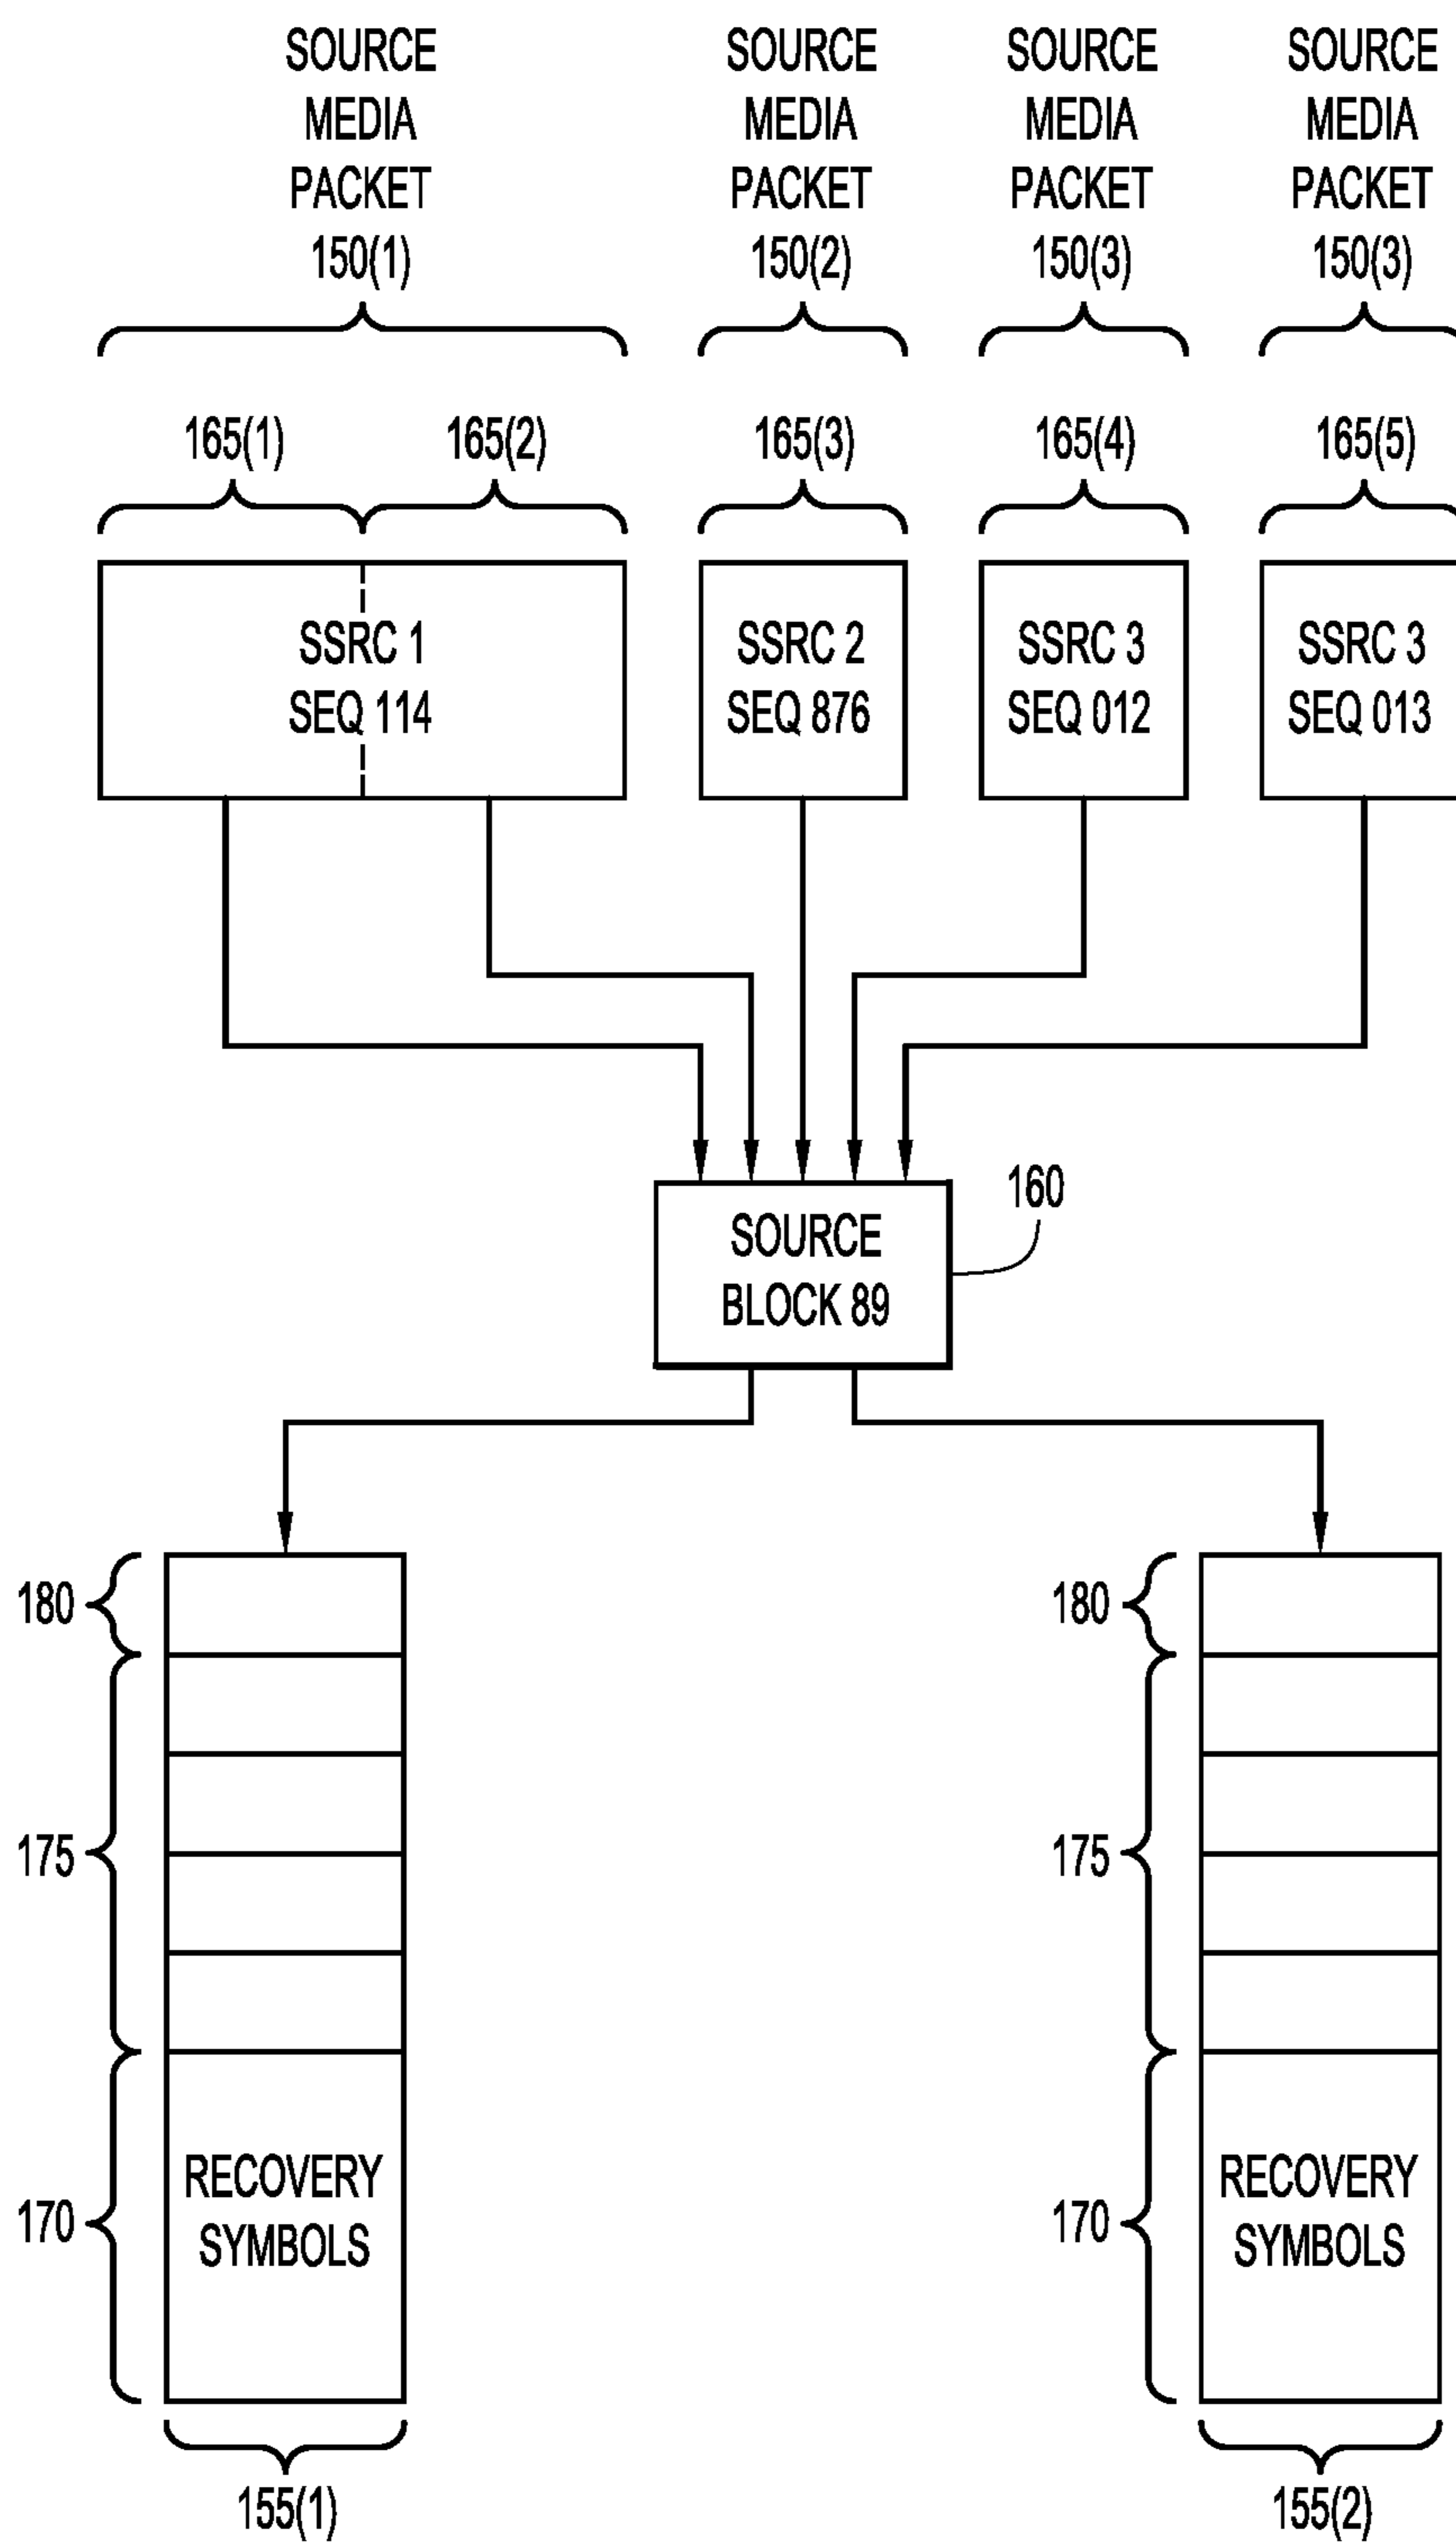 SOURCE
MEDIA
PACKET
150(1)
SOURCE
MEDIA
PACKET
150(2)
SOURCE
MEDIA
PACKET
150(3)
SOURCE
MEDIA
PACKET
150(3)
165(1)
165(2)
165(3)
165(4)
165(5)
SSRC 1
SEQ 114
SSRC 2
SEQ 876
SSRC 3
SEQ 012
SSRC 3
SEQ 013
160
SOURCE
BLOCK 89
180
175
170
RECOVERY
SYMBOLS
155(1)
180
175
170
RECOVERY
SYMBOLS
155(2)